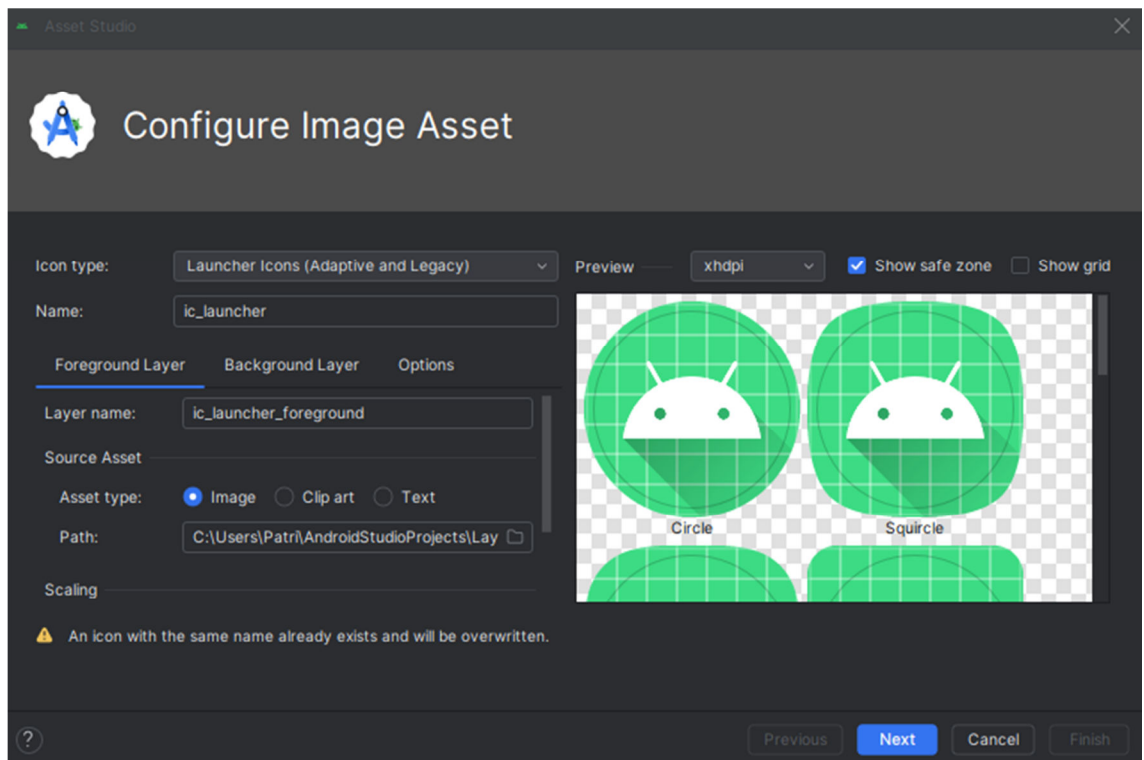 Asset Studio
Configure Image Asset
Icon type:
Launcher Icons (Adaptive and Legacy)
Name:
ic_launcher
Foreground Layer
Background Layer
Options
Layer name:
ic_launcher_foreground
Source Asset
Asset type:
Image
Clip art
Text
Path:
C:\Users\Patri\AndroidStudioProjects\Lay
Scaling
An icon with the same name already exists and will be overwritten.
Preview
xhdpi
Show safe zone
Show grid
Circle
Squircle
?
Previous
Next
Cancel
Finish